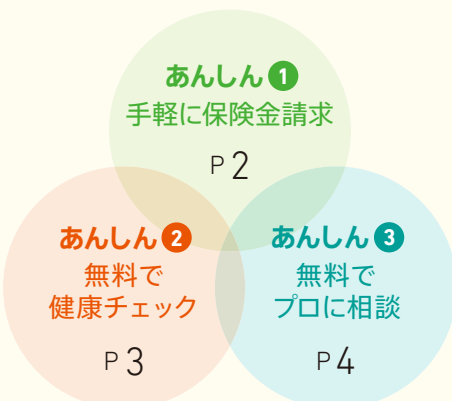 あんしん1
手軽に保険金請求
P2
あんしん2
無料で
健康チェック
P3
あんしん3
無料で
プロに相談
P4